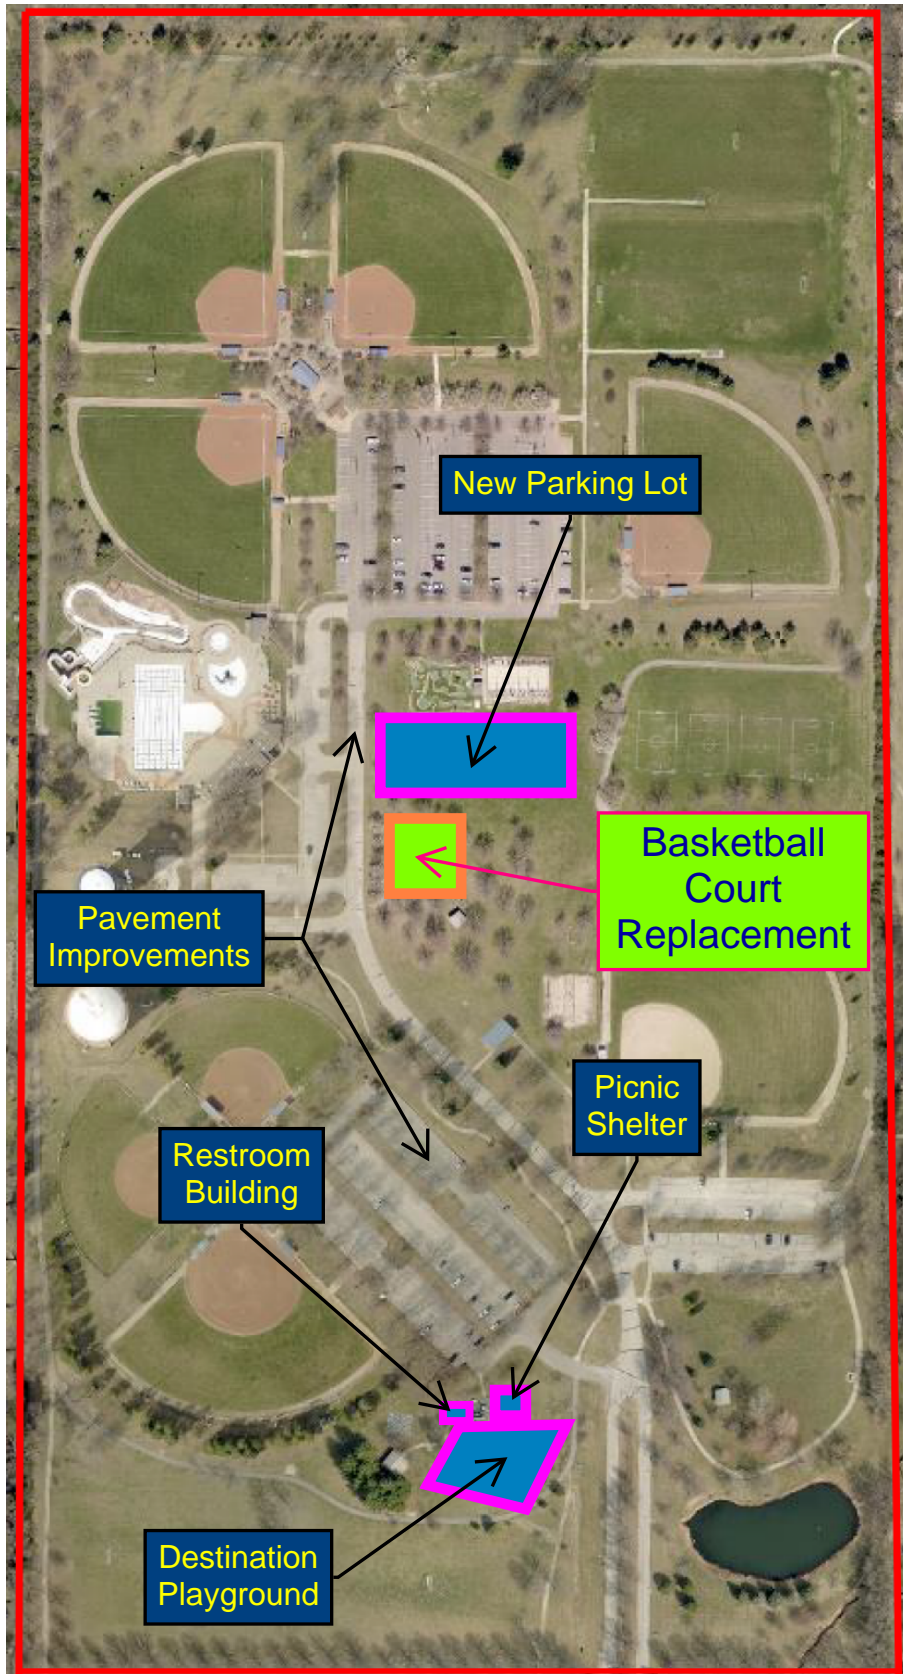 New Parking Lot
Basketball
Court
Replacement
Pavement
Improvements
Picnic
Shelter
Restroom
Building
Destination
Playground